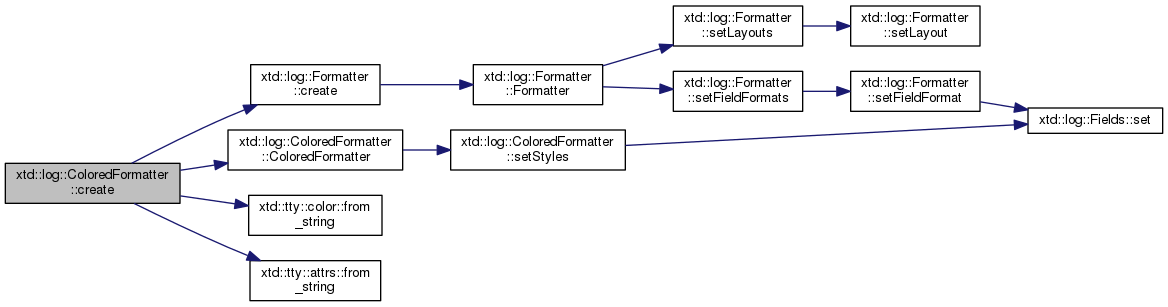 xtd::log::Formatter
::setLayouts
xtd::log::Formatter
::setLayout
xtd::log::Formatter
::create
xtd::log::Formatter
::Formatter
xtd::log::Formatter
::setFieldFormats
xtd::log::Formatter
::setFieldFormat
xtd::log::Fields::set
xtd::log::ColoredFormatter
::ColoredFormatter
xtd::log::ColoredFormatter
::setStyles
xtd::log::ColoredFormatter
::create
xtd::tty::color::from
_string
xtd::tty::attrs::from
_string